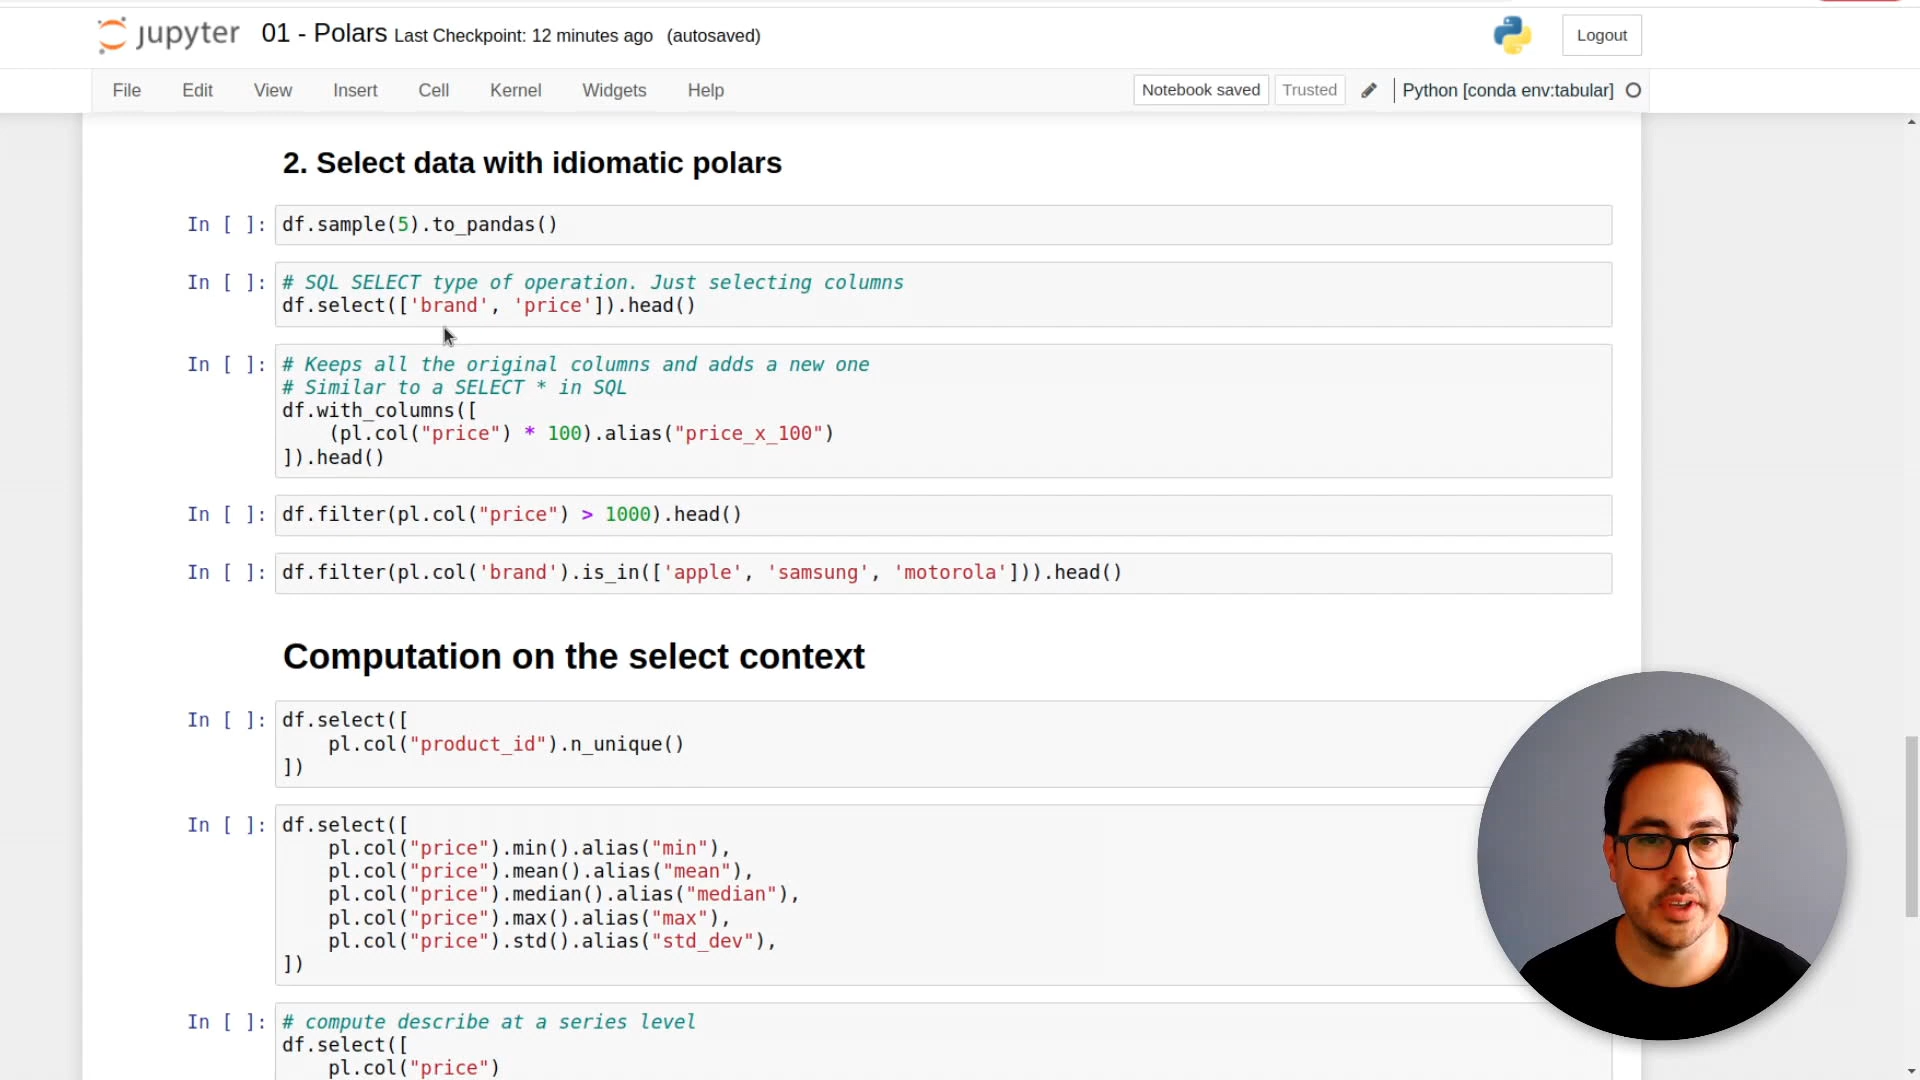 jupyter 01 - Polars Last Checkpoint: 12 minutes ago (autosaved)
Logout
File Edit View Insert Cell Kernel Widgets Help
Notebook saved Trusted Python [conda env:tabular]
2. Select data with idiomatic polars
In [ ]: df.sample(5).to_pandas()
In [ ]: # SQL SELECT type of operation. Just selecting columns
df.select(['brand', 'price']).head()
In [ ]: # Keeps all the original columns and adds a new one
# Similar to a SELECT * in SQL
df.with_columns([
    (pl.col("price") * 100).alias("price_x_100")
]).head()
In [ ]: df.filter(pl.col("price") > 1000).head()
In [ ]: df.filter(pl.col('brand').is_in(['apple', 'samsung', 'motorola'])).head()
Computation on the select context
In [ ]: df.select([
    pl.col("product_id").n_unique()
])
In [ ]: df.select([
    pl.col("price").min().alias("min"),
    pl.col("price").mean().alias("mean"),
    pl.col("price").median().alias("median"),
    pl.col("price").max().alias("max"),
    pl.col("price").std().alias("std_dev"),
])
In [ ]: # compute describe at a series level
df.select([
    pl.col("price")